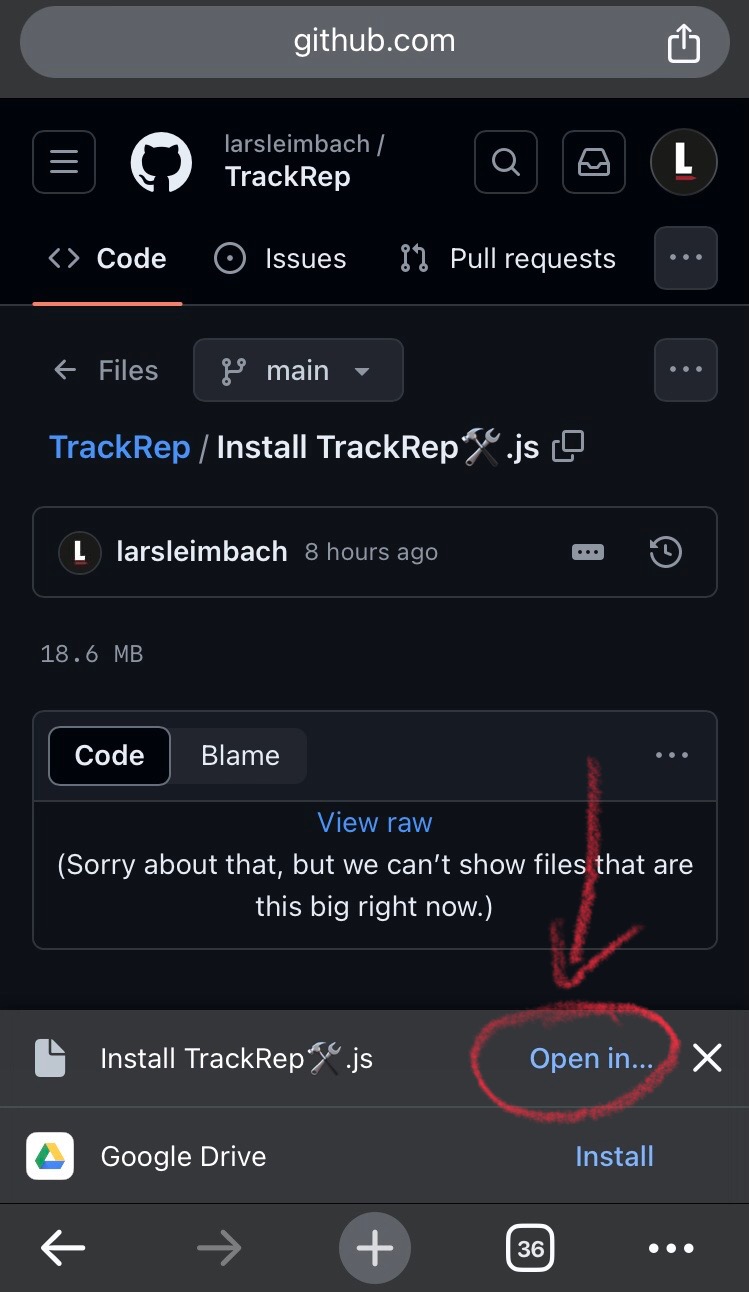 github.com
larsleimbach /
TrackRep
L
Code
Issues
Pull requests
Files
main
TrackRep / Install TrackRep🛠️.js
L
larsleimbach 8 hours ago
18.6 MB
Code
Blame
View raw
(Sorry about that, but we can’t show files that are
this big right now.)
Install TrackRep🛠️.js
Open in...
Google Drive
Install
36